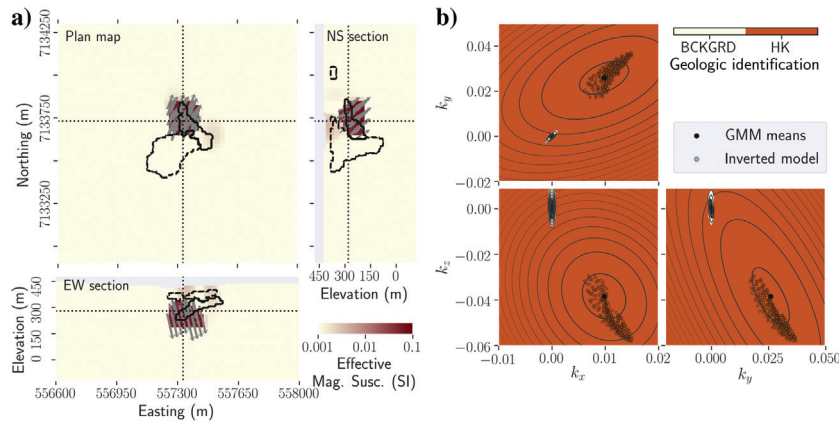 a)
Plan map
NS section
Northing (m)
7134250
7133750
7133250
450
300
150
0
Elevation (m)
EW section
Elevation (m)
0 150 300 450
0.001
0.01
0.1
Effective
Mag. Susc. (SI)
556600
556950
557300
557650
558000
Easting (m)
b)
BCKGRD
HK
Geologic identification
GMM means
Inverted model
0.04
0.02
0.00
−0.02
k_y
0.00
−0.02
−0.04
−0.06
k_z
−0.01
0.00
0.01
0.02
k_x
0.000
0.025
0.050
k_y